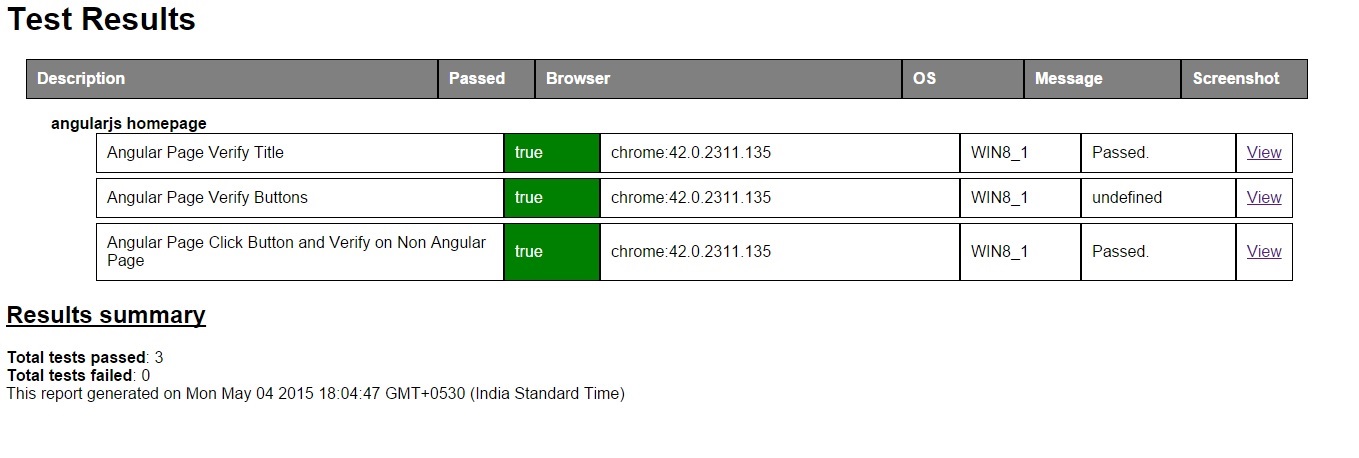 Test Results
Description Passed Browser OS Message Screenshot
angularjs homepage
Angular Page Verify Title true chrome:42.0.2311.135 WIN8_1 Passed. View
Angular Page Verify Buttons true chrome:42.0.2311.135 WIN8_1 undefined View
Angular Page Click Button and Verify on Non Angular
Page true chrome:42.0.2311.135 WIN8_1 Passed. View
Results summary
Total tests passed: 3
Total tests failed: 0
This report generated on Mon May 04 2015 18:04:47 GMT+0530 (India Standard Time)